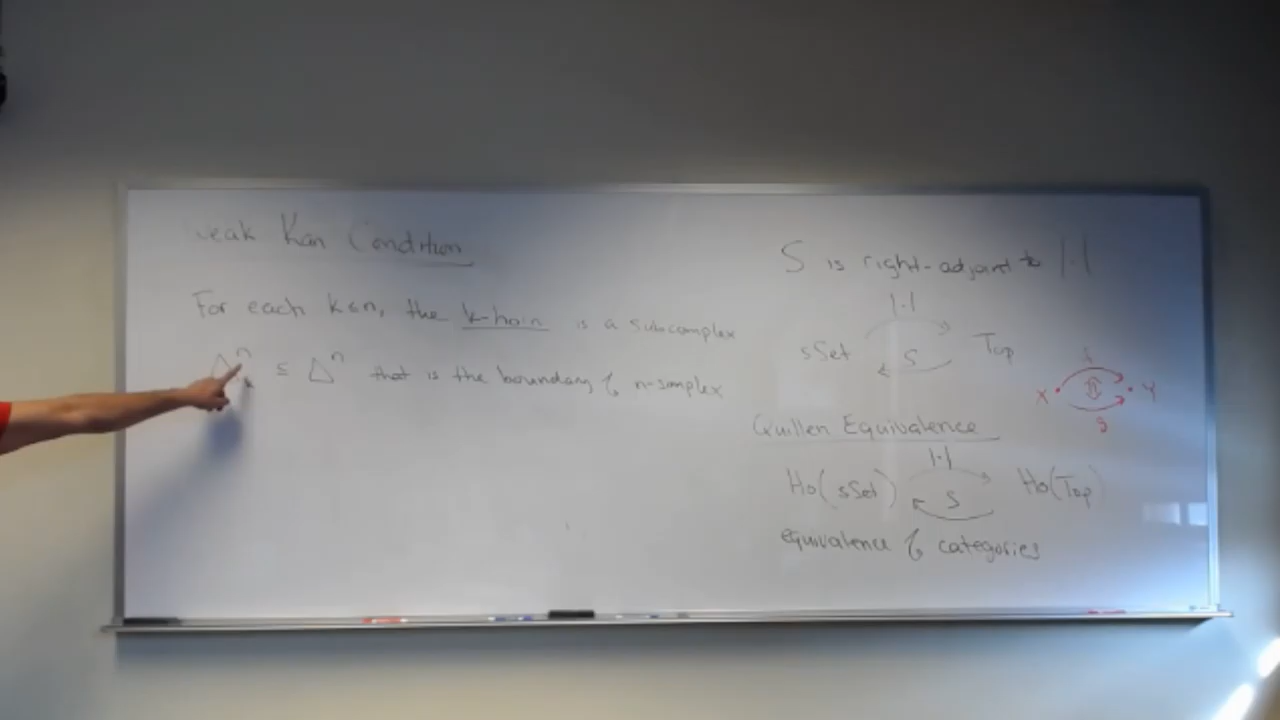 Weak Kan Condition
For each k≤n, the k-horn is a subcomplex
Δⁿ ⊆ Δⁿ that is the boundary of n-simplex
S is right-adjoint to |·|
|·|
sSet S Top
f
X Y
g
Quillen Equivalence
|·|
Ho(sSet) S Ho(Top)
equivalence of categories